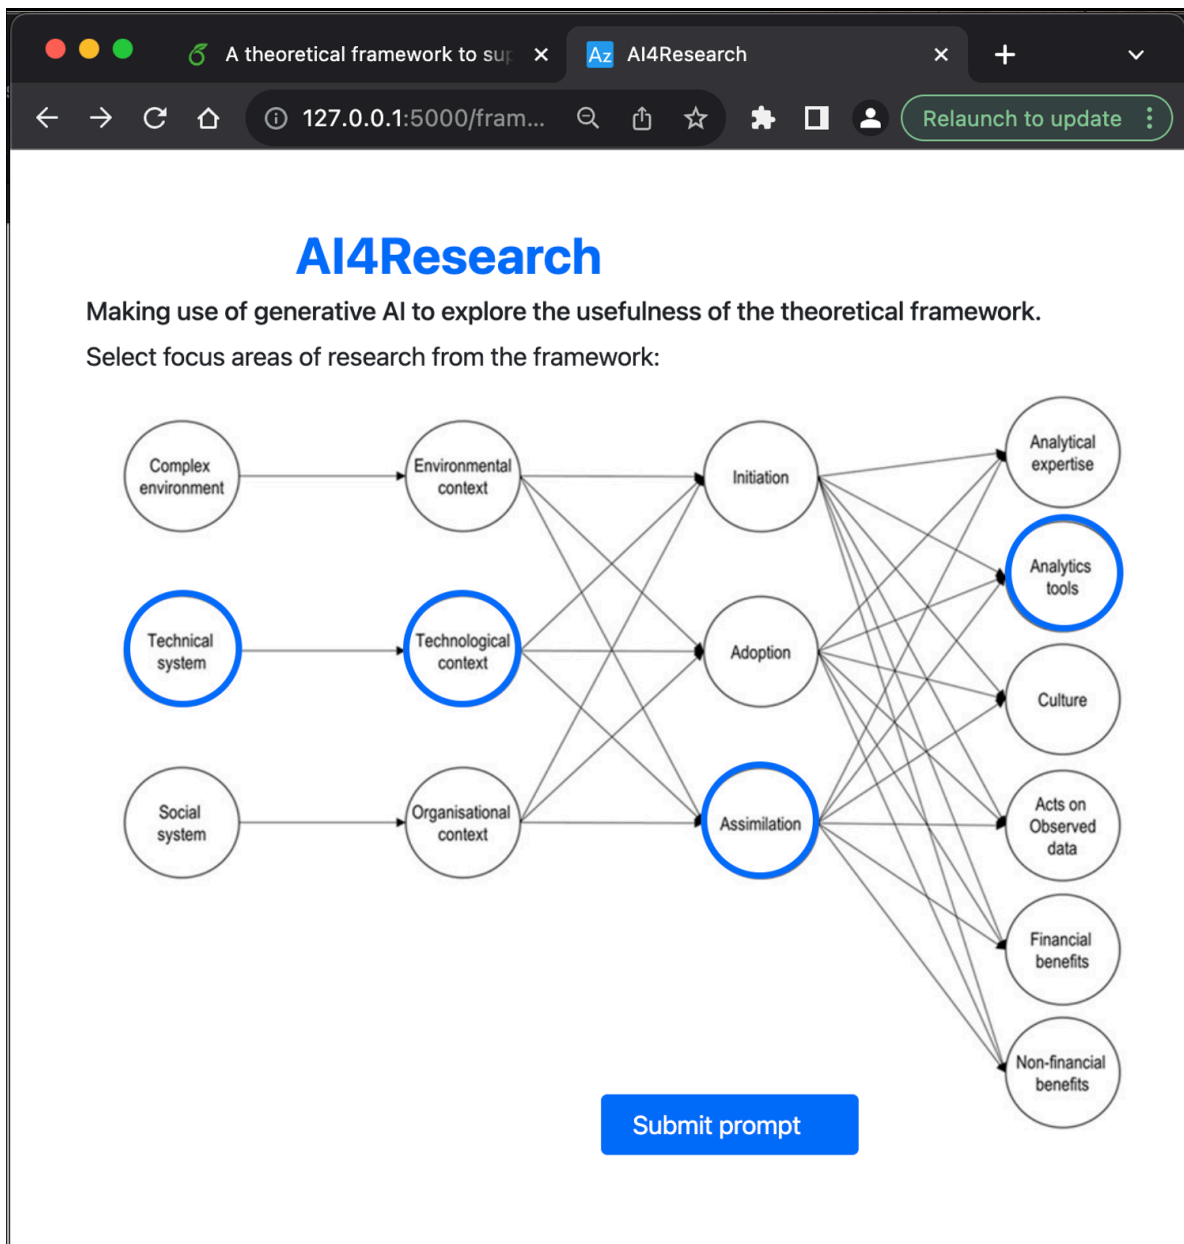 A theoretical framework to sup
Az
AI4Research
127.0.0.1:5000/fram...
Relaunch to update
AI4Research
Making use of generative AI to explore the usefulness of the theoretical framework.
Select focus areas of research from the framework:
Complex
environment
Environmental
context
Initiation
Analytical
expertise
Analytics
tools
Technical
system
Technological
context
Adoption
Culture
Social
system
Organisational
context
Assimilation
Acts on
Observed
data
Financial
benefits
Non-financial
benefits
Submit prompt